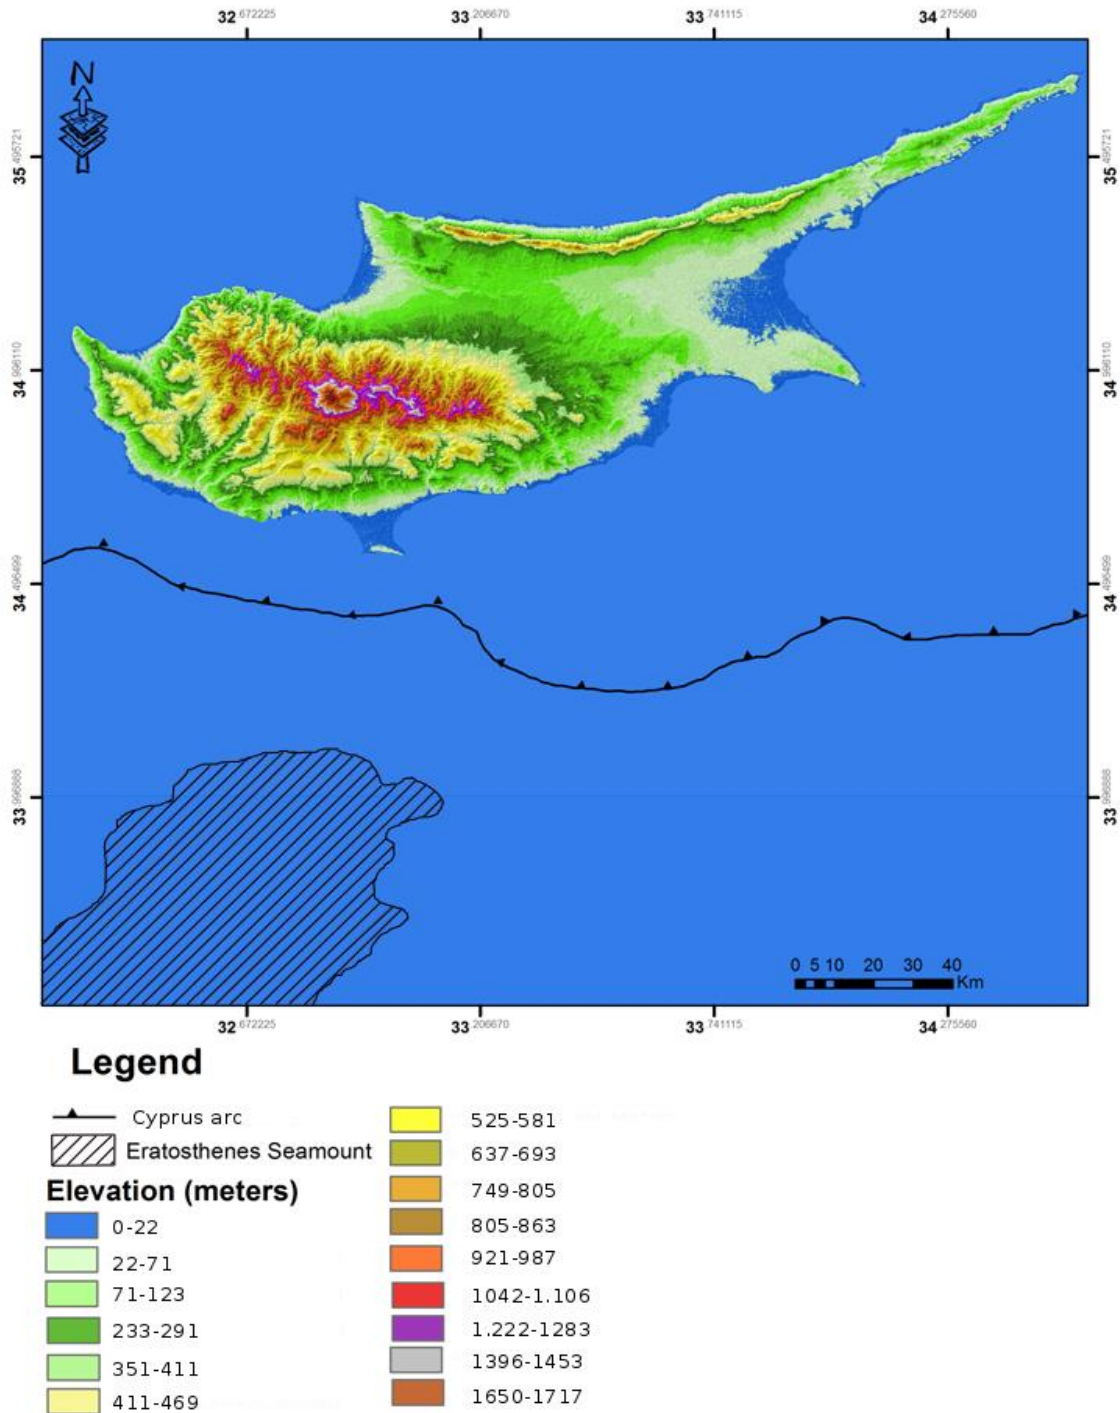 32 672225 33 206670 33 741115 34 275560
N
35 495721
35 495721
34 996110
34 996110
34 496499
34 496499
33 996888
33 996888
0 5 10 20 30 40
Km
32 672225 33 206670 33 741115 34 275560
Legend
Cyprus arc
Eratosthenes Seamount
Elevation (meters)
0-22
22-71
71-123
233-291
351-411
411-469
525-581
637-693
749-805
805-863
921-987
1042-1.106
1.222-1283
1396-1453
1650-1717